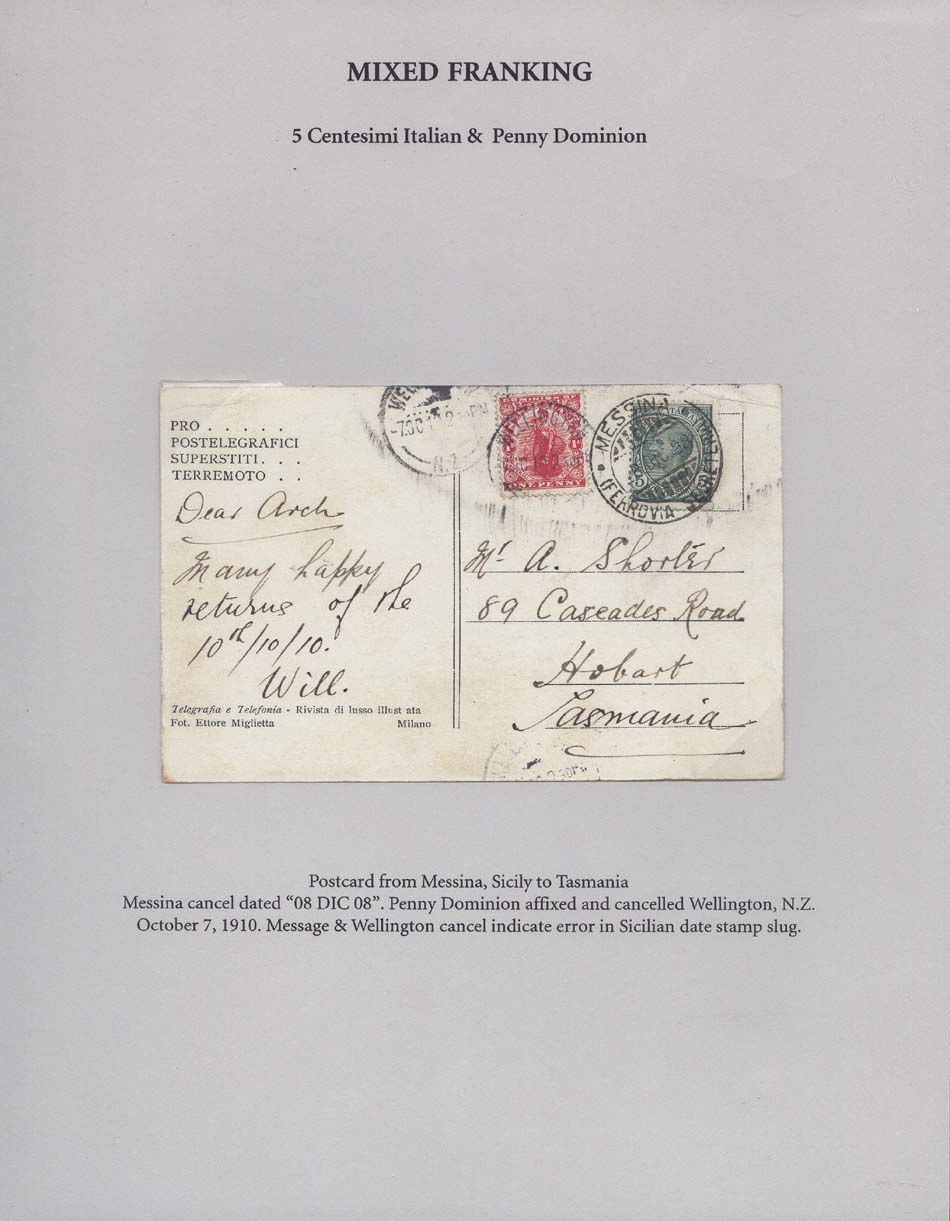 MIXED FRANKING
5 Centesimi Italian & Penny Dominion
PRO . . . . .
POSTELEGRAFICI
SUPERSTITI . . .
TERREMOTO . .
WEL
-7 OC 10 2 PM
N.Z
WELLINGTON
ONE PENNY
MESSINA
(FERROVIA
Dear Arch
Many happy
returns of the
10th/10/10.
Will.
Telegrafia e Telefonia - Rivista di lusso illust ata
Fot. Ettore Miglietta Milano
Mr A. Shorter
89 Cascades Road
Hobart
Tasmania
Postcard from Messina, Sicily to Tasmania
Messina cancel dated “08 DIC 08”. Penny Dominion affixed and cancelled Wellington, N.Z.
October 7, 1910. Message & Wellington cancel indicate error in Sicilian date stamp slug.